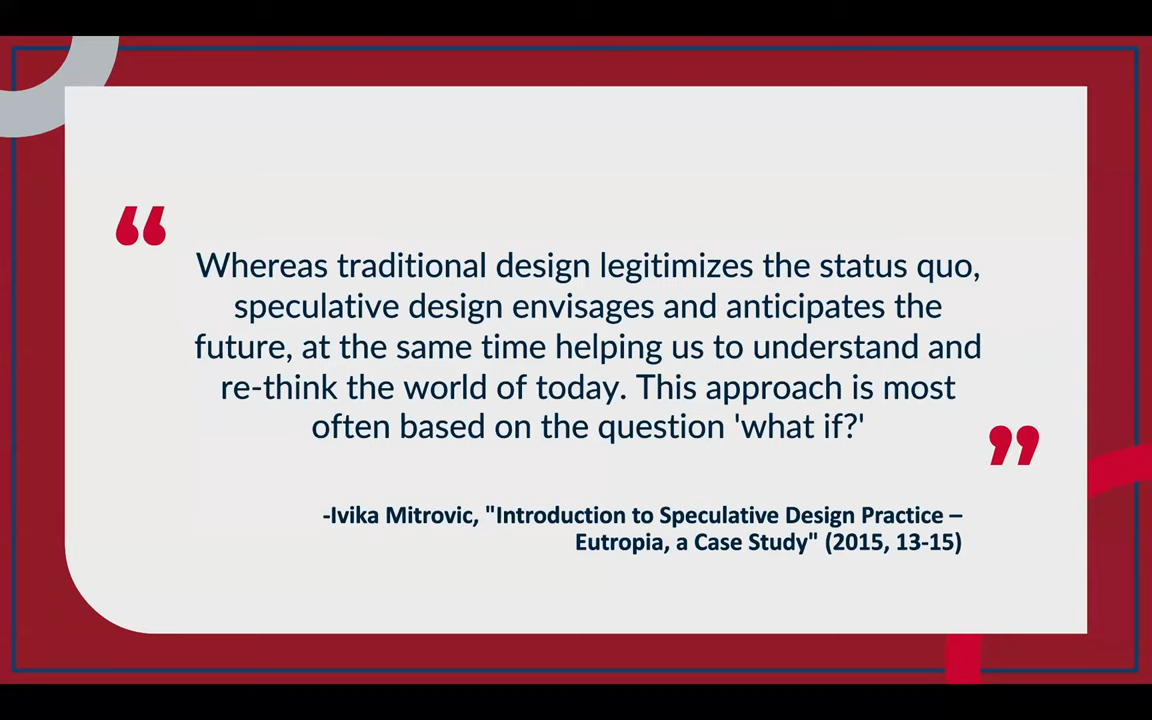 “
Whereas traditional design legitimizes the status quo,
speculative design envisages and anticipates the
future, at the same time helping us to understand and
re-think the world of today. This approach is most
often based on the question 'what if?'
”
-Ivika Mitrovic, "Introduction to Speculative Design Practice –
Eutropia, a Case Study" (2015, 13-15)